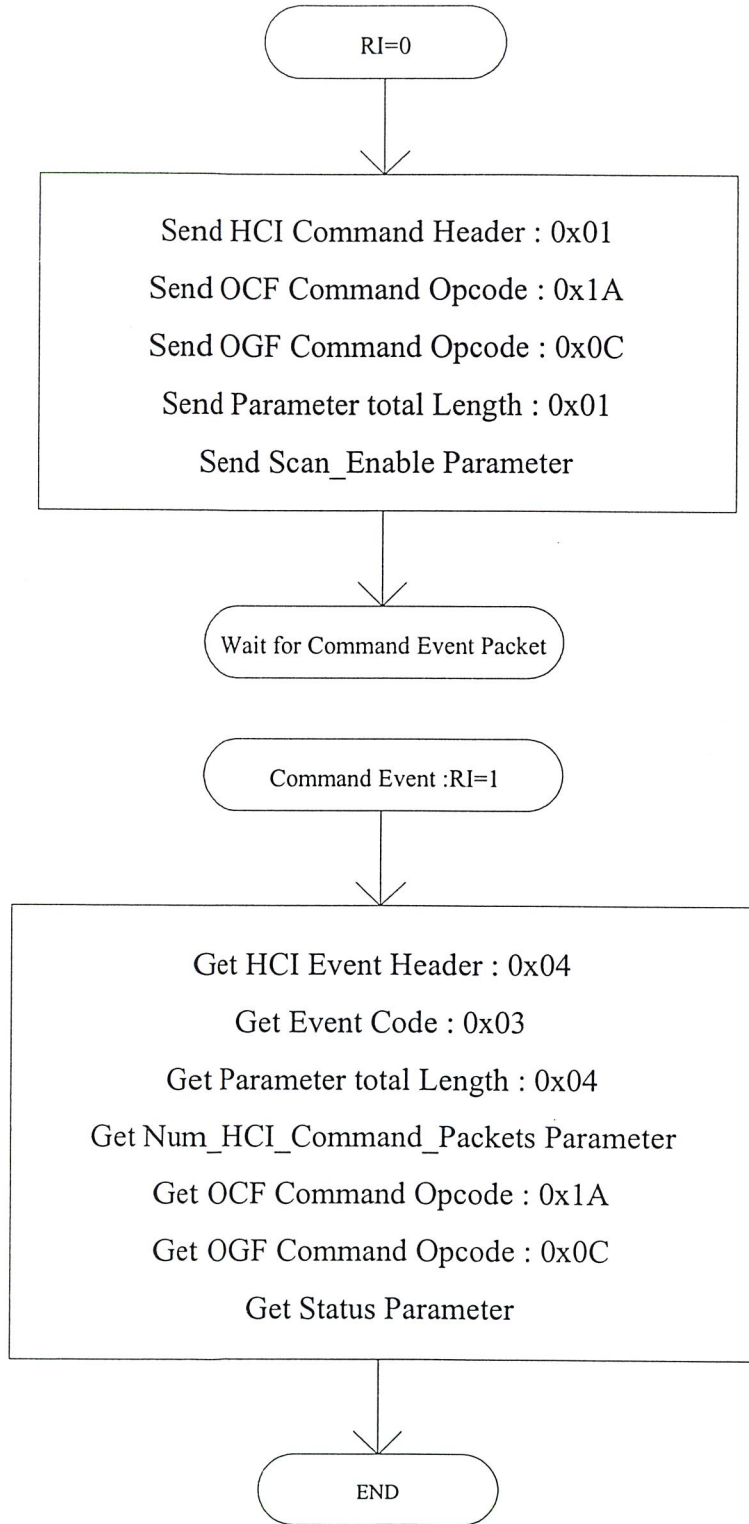 RI=0
Send HCI Command Header : 0x01
Send OCF Command Opcode : 0x1A
Send OGF Command Opcode : 0x0C
Send Parameter total Length : 0x01
Send Scan_Enable Parameter
Wait for Command Event Packet
Command Event :RI=1
Get HCI Event Header : 0x04
Get Event Code : 0x03
Get Parameter total Length : 0x04
Get Num_HCI_Command_Packets Parameter
Get OCF Command Opcode : 0x1A
Get OGF Command Opcode : 0x0C
Get Status Parameter
END